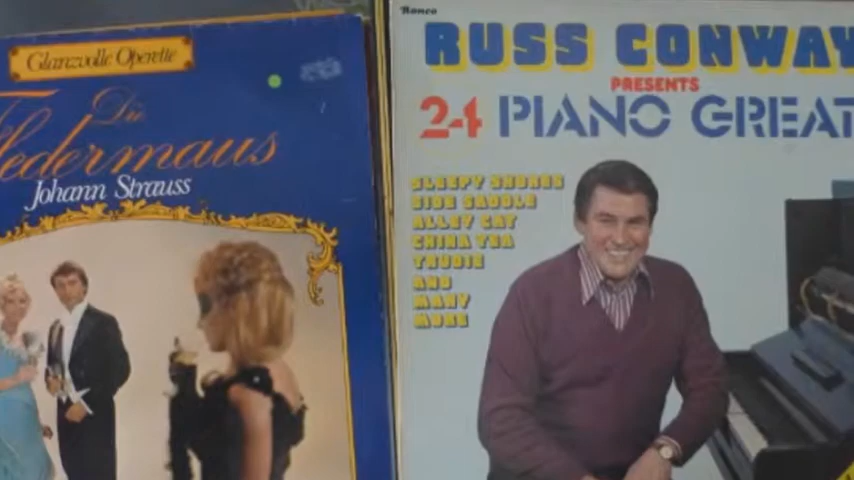 Glanzvolle Operette
Die
Fledermaus
Johann Strauss
Ronco
RUSS CONWAY
PRESENTS
24 PIANO GREAT
SLEEPY SHORES
SIDE SADDLE
ALLEY CAT
CHINA TEA
TRUDIE
AND
MANY
MORE